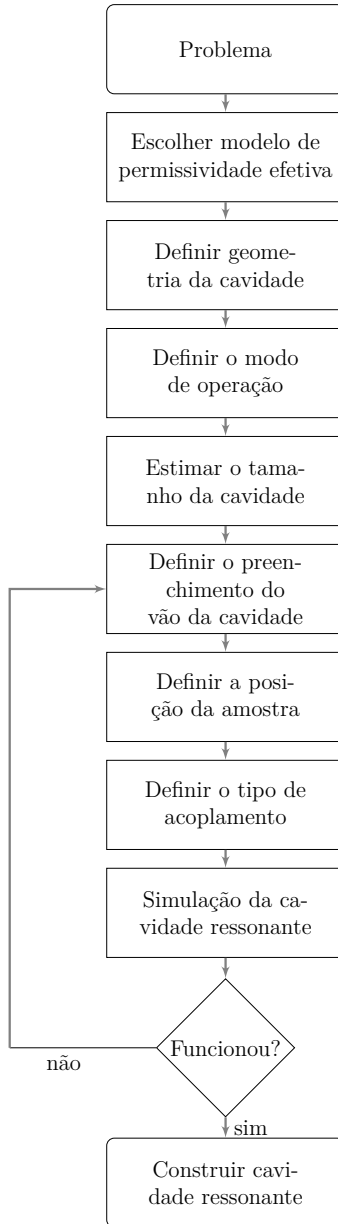 Problema
Escolher modelo de
permissividade efetiva
Definir geome-
tria da cavidade
Definir o modo
de operação
Estimar o tama-
nho da cavidade
Definir o preen-
chimento do
vão da cavidade
Definir a posi-
ção da amostra
Definir o tipo de
acoplamento
Simulação da ca-
vidade ressonante
Funcionou?
não
sim
Construir cavi-
dade ressonante